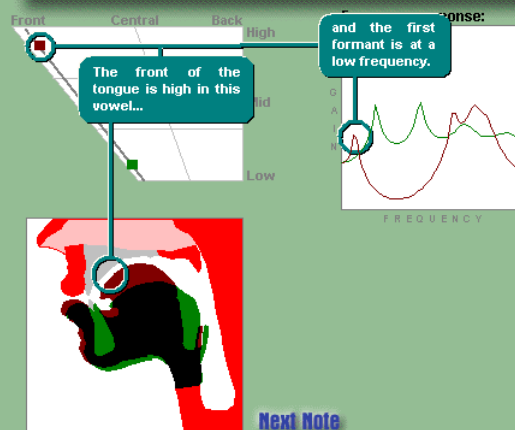 Front Central Back
High
Mid
Low
The front of the
tongue is high in this
vowel...
and the first
formant is at a
low frequency.
G
A
I
N
FREQUENCY
Next Note